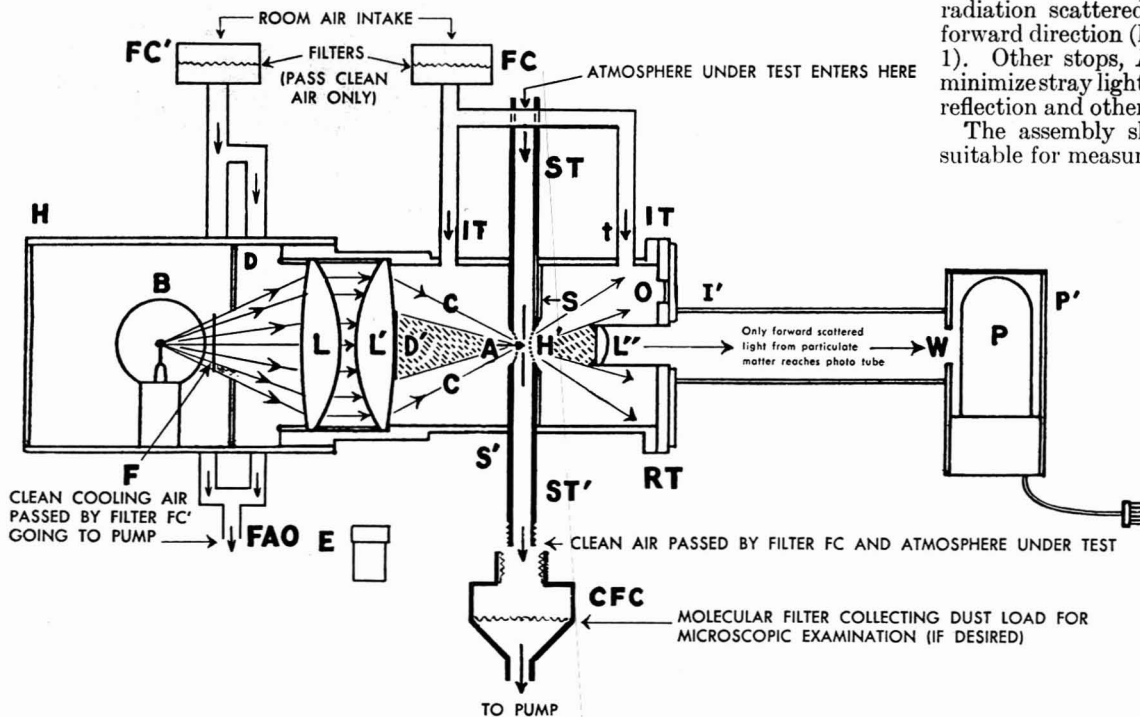 ROOM AIR INTAKE
FC'
FILTERS
(PASS CLEAN
AIR ONLY)
FC
ATMOSPHERE UNDER TEST ENTERS HERE
radiation scattered
forward direction (
1). Other stops,
minimize stray light
reflection and other
The assembly
suitable for measur
ST
H
IT
t
IT
B
D
C
S
O
I'
P'
L
L'
D'
A
H'
L"
Only forward scattered
light from particulate
matter reaches photo tube
W
P
C
S'
RT
F
ST'
CLEAN COOLING AIR
PASSED BY FILTER FC'
GOING TO PUMP
FAO
E
CLEAN AIR PASSED BY FILTER FC AND ATMOSPHERE UNDER TEST
CFC
MOLECULAR FILTER COLLECTING DUST LOAD FOR
MICROSCOPIC EXAMINATION (IF DESIRED)
TO PUMP